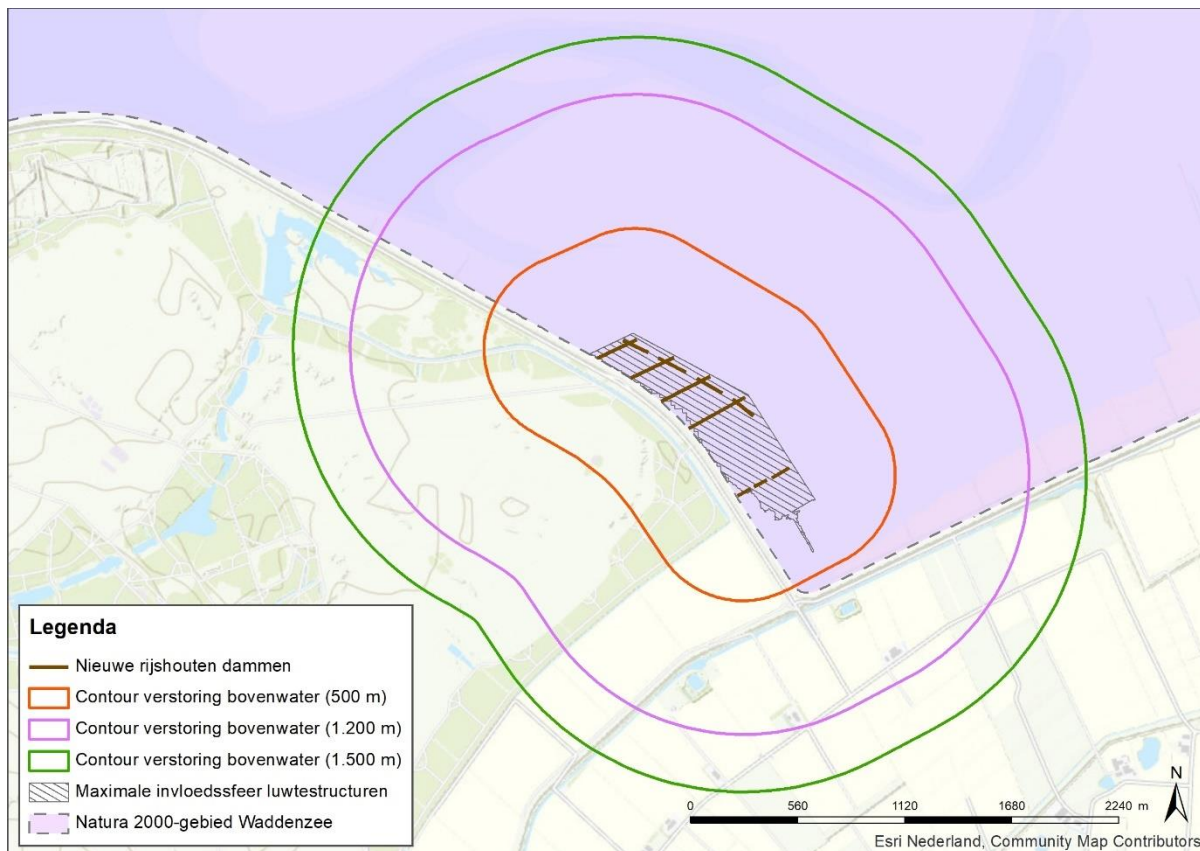 Legenda
Nieuwe rijshouten dammen
Contour verstoring bovenwater (500 m)
Contour verstoring bovenwater (1.200 m)
Contour verstoring bovenwater (1.500 m)
Maximale invloedssfeer luwtestructuren
Natura 2000-gebied Waddenzee
N
0 560 1120 1680 2240 m
Esri Nederland, Community Map Contributors